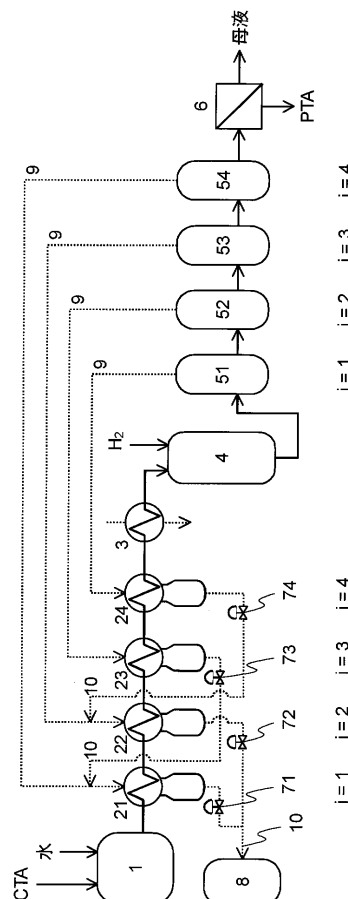 CTA
水
9
9
9
9
10
10
H₂
母液
6
PTA
1
21
22
23
24
3
4
51
52
53
54
8
10
71
72
73
74
i = 1
i = 2
i = 3
i = 4
i = 1
i = 2
i = 3
i = 4